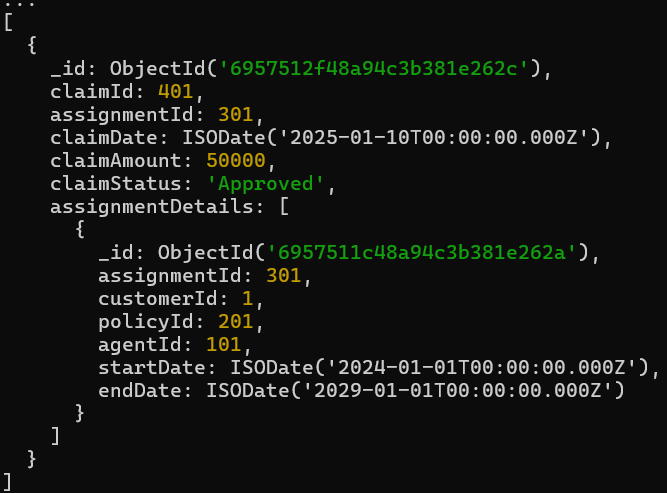 ...
[
  {
    _id: ObjectId('6957512f48a94c3b381e262c'),
    claimId: 401,
    assignmentId: 301,
    claimDate: ISODate('2025-01-10T00:00:00.000Z'),
    claimAmount: 50000,
    claimStatus: 'Approved',
    assignmentDetails: [
      {
        _id: ObjectId('6957511c48a94c3b381e262a'),
        assignmentId: 301,
        customerId: 1,
        policyId: 201,
        agentId: 101,
        startDate: ISODate('2024-01-01T00:00:00.000Z'),
        endDate: ISODate('2029-01-01T00:00:00.000Z')
      }
    ]
  }
]